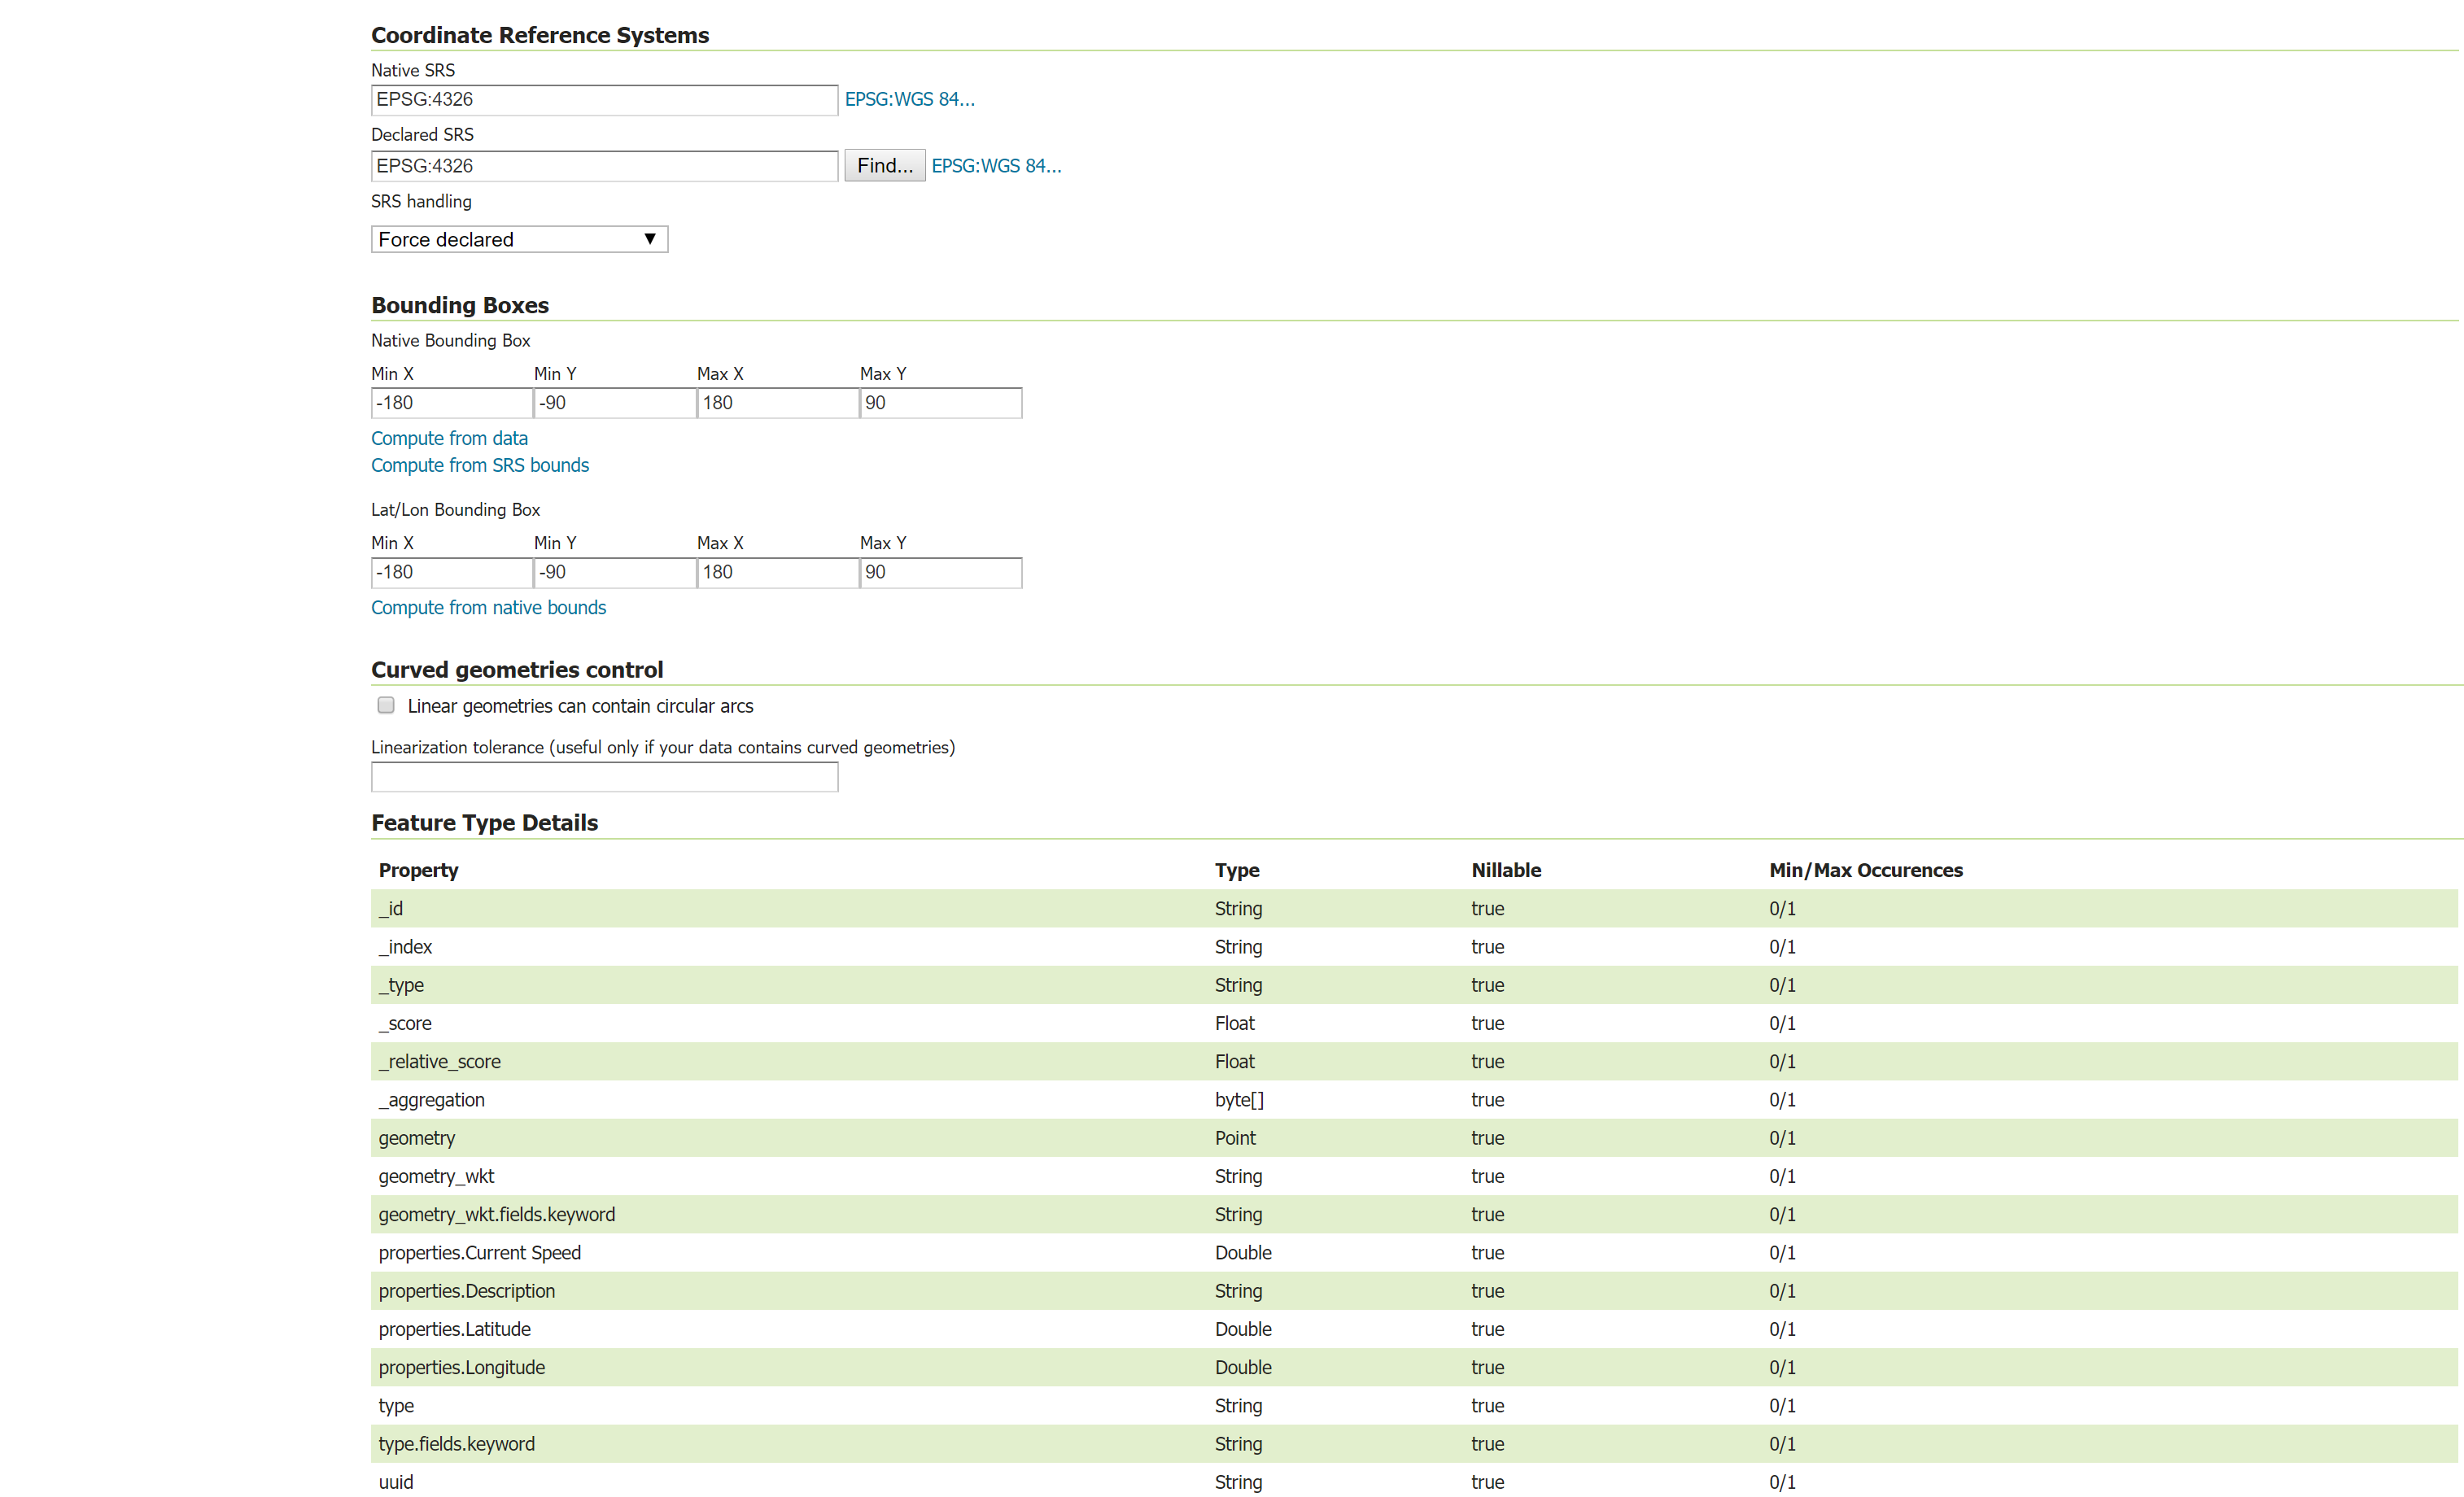 Coordinate Reference Systems
Native SRS
EPSG:4326 EPSG:WGS 84...
Declared SRS
EPSG:4326 Find... EPSG:WGS 84...
SRS handling
Force declared
Bounding Boxes
Native Bounding Box
Min X Min Y Max X Max Y
-180 -90 180 90
Compute from data
Compute from SRS bounds
Lat/Lon Bounding Box
Min X Min Y Max X Max Y
-180 -90 180 90
Compute from native bounds
Curved geometries control
Linear geometries can contain circular arcs
Linearization tolerance (useful only if your data contains curved geometries)
Feature Type Details
Property Type Nillable Min/Max Occurences
_id String true 0/1
_index String true 0/1
_type String true 0/1
_score Float true 0/1
_relative_score Float true 0/1
_aggregation byte[] true 0/1
geometry Point true 0/1
geometry_wkt String true 0/1
geometry_wkt.fields.keyword String true 0/1
properties.Current Speed Double true 0/1
properties.Description String true 0/1
properties.Latitude Double true 0/1
properties.Longitude Double true 0/1
type String true 0/1
type.fields.keyword String true 0/1
uuid String true 0/1